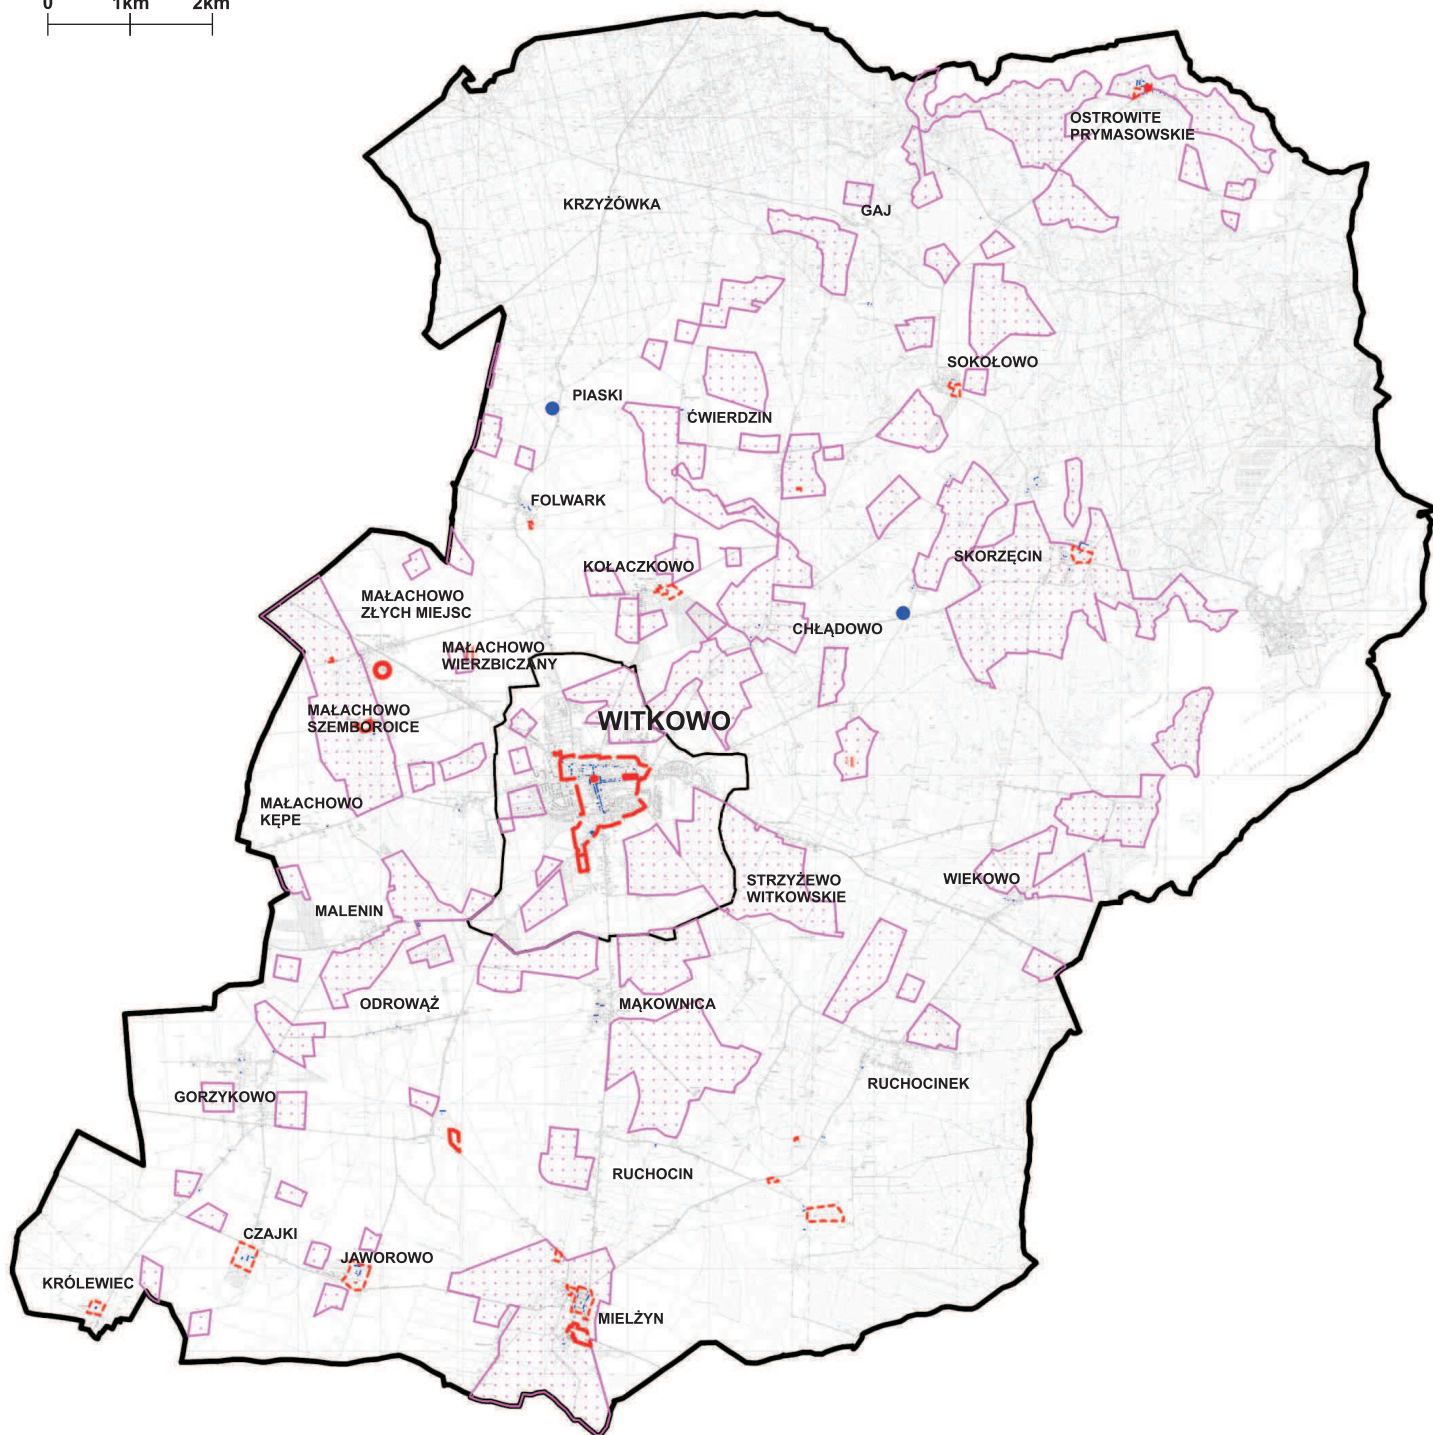 0 1km 2km
OSTROWITE
PRYMASOWSKIE
KRZYŻÓWKA
GAJ
SOKOŁOWO
PIASKI
ĆWIERDZIN
FOLWARK
SKORZĘCIN
KOŁACZKOWO
MAŁACHOWO
ZŁYCH MIEJSC
CHŁĄDOWO
MAŁACHOWO
WIERZBICZANY
MAŁACHOWO
SZEMBOROICE
WITKOWO
MAŁACHOWO
KĘPE
STRZYŻEWO
WITKOWSKIE
WIEKOWO
MALENIN
ODROWĄŻ
MĄKOWNICA
RUCHOCINEK
GORZYKOWO
RUCHOCIN
CZAJKI
JAWOROWO
KRÓLEWIEC
MIELŻYN